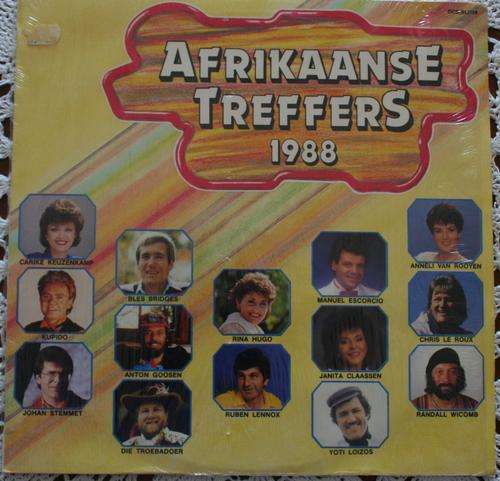 AFRIKAANSE
TREFFERS
1988
CARIKE KEUZENKAMP
BLES BRIDGES
RINA HUGO
MANUEL ESCORCIO
ANNELI VAN ROOYEN
KUPIDO
ANTON GOOSEN
JANITA CLAASSEN
CHRIS LE ROUX
JOHAN STEMMET
DIE TROEBADOER
RUBEN LENNOX
YOTI LOIZOS
RANDALL WICOMB